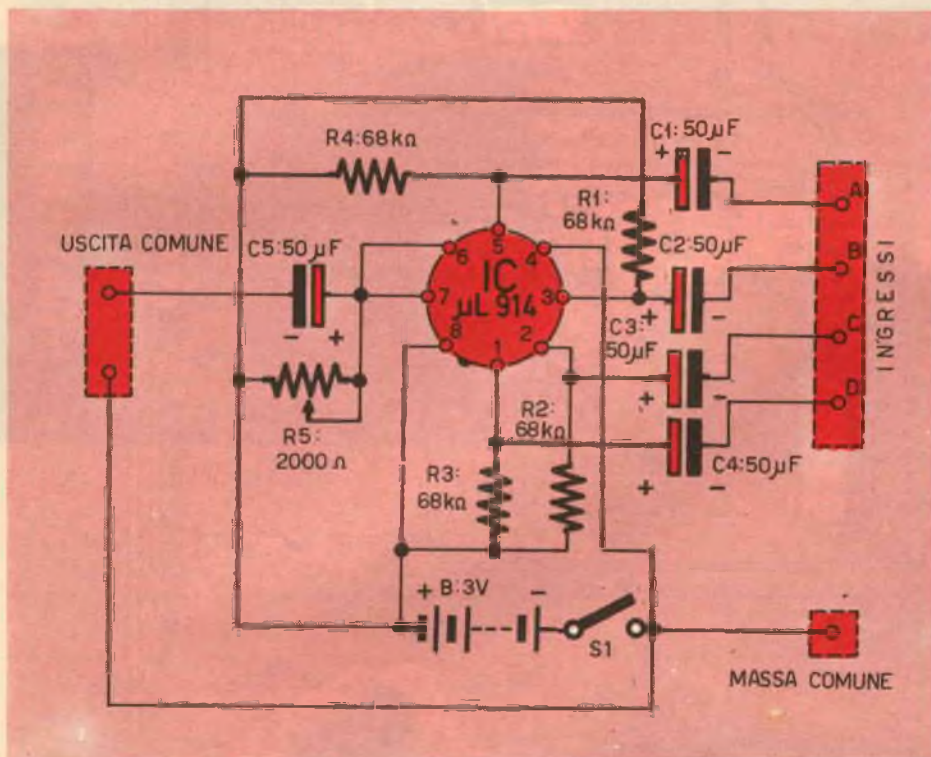 R4:68kΩ
C1:50µF
+ -
R1:
68kΩ
A
USCITA COMUNE
C5:50µF
C2:50µF
B
6 5 4
IC
7 µL 914 3
8 1 2
- +
+ -
C3:
50µF
C
INGRESSI
+ -
D
R5:
2000Ω
R2:
68kΩ
R3:
68kΩ
C4:50µF
+ -
+ B:3V -
S1
MASSA COMUNE